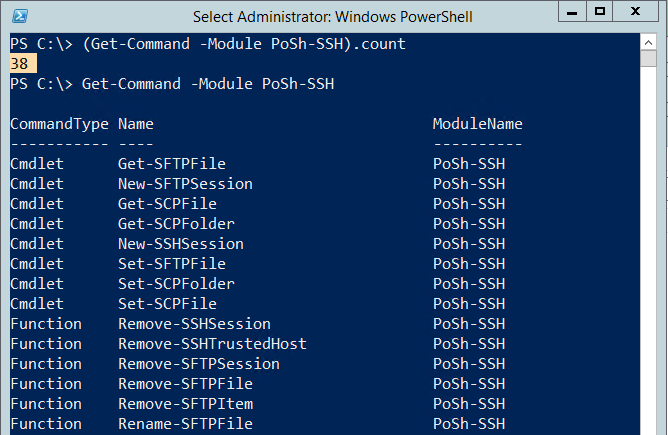 Select Administrator: Windows PowerShell
PS C:\> (Get-Command -Module PoSh-SSH).count
38
PS C:\> Get-Command -Module PoSh-SSH
CommandType Name ModuleName
----------- ---- ----------
Cmdlet Get-SFTPFile PoSh-SSH
Cmdlet New-SFTPSession PoSh-SSH
Cmdlet Get-SCPFile PoSh-SSH
Cmdlet Get-SCPFolder PoSh-SSH
Cmdlet New-SSHSession PoSh-SSH
Cmdlet Set-SFTPFile PoSh-SSH
Cmdlet Set-SCPFolder PoSh-SSH
Cmdlet Set-SCPFile PoSh-SSH
Function Remove-SSHSession PoSh-SSH
Function Remove-SSHTrustedHost PoSh-SSH
Function Remove-SFTPSession PoSh-SSH
Function Remove-SFTPFile PoSh-SSH
Function Remove-SFTPItem PoSh-SSH
Function Rename-SFTPFile PoSh-SSH